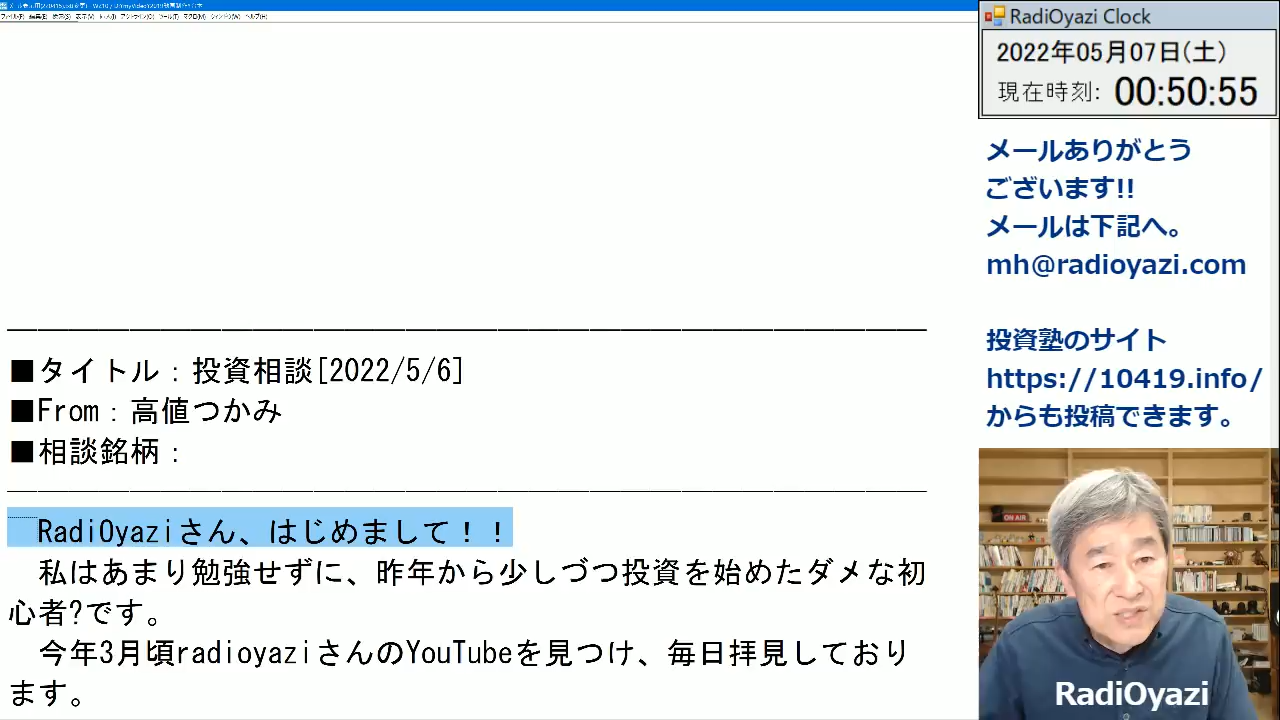 RadiOyazi Clock
2022年05月07日(土)
現在時刻: 00:50:55
メールありがとう
ございます!!
メールは下記へ。
mh@radioyazi.com
投資塾のサイト
https://10419.info/
からも投稿できます。
■タイトル：投資相談[2022/5/6]
■From：高値つかみ
■相談銘柄：
RadiOyaziさん、はじめまして！！
私はあまり勉強せずに、昨年から少しづつ投資を始めたダメな初
心者?です。
今年3月頃radioyaziさんのYouTubeを見つけ、毎日拝見しており
ます。
ON AIR
RadiOyazi